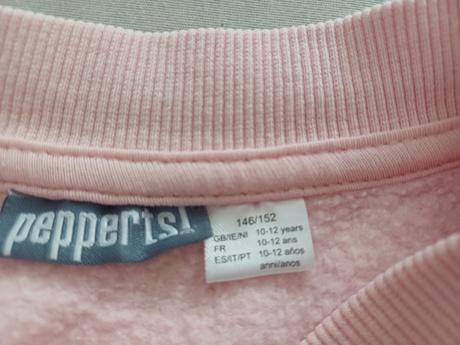 pepperts!
146/152
GB/IE/NI 10-12 years
FR 10-12 ans
ES/IT/PT 10-12 años
anni/anos